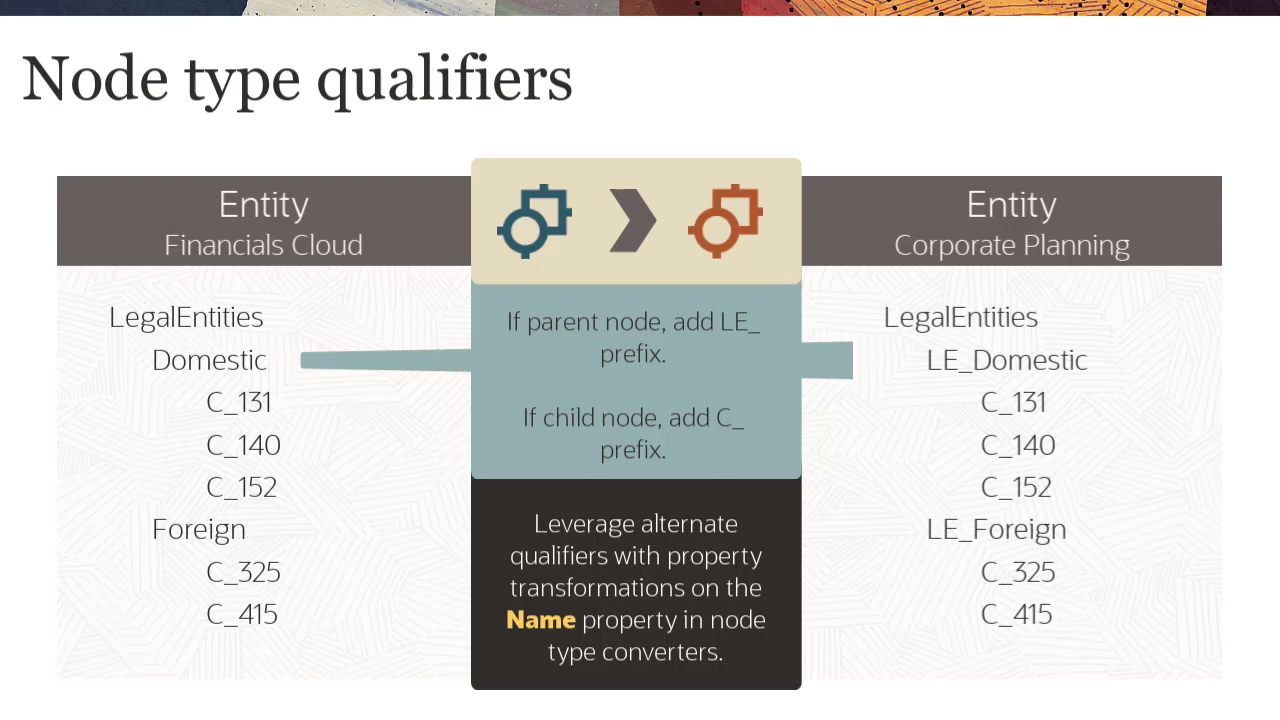 Node type qualifiers
Entity
Financials Cloud
LegalEntities
Domestic
C_131
C_140
C_152
Foreign
C_325
C_415
If parent node, add LE_
prefix.
If child node, add C_
prefix.
Leverage alternate
qualifiers with property
transformations on the
Name property in node
type converters.
Entity
Corporate Planning
LegalEntities
LE_Domestic
C_131
C_140
C_152
LE_Foreign
C_325
C_415